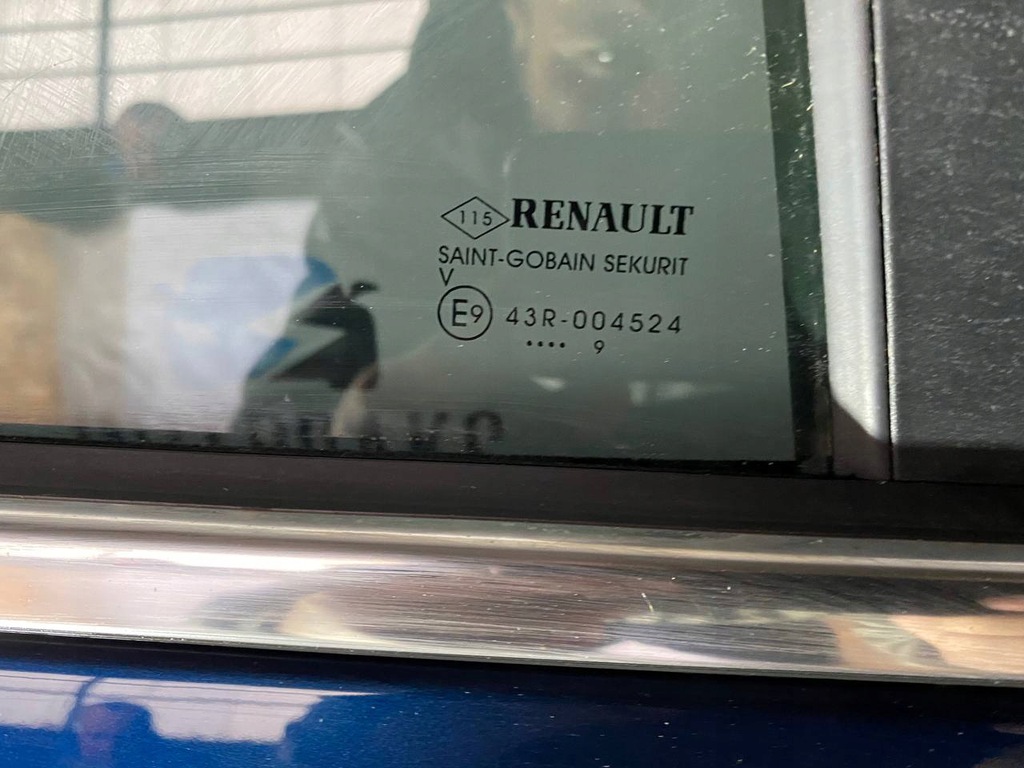 115 RENAULT
SAINT-GOBAIN SEKURIT
V
E9 43R-004524
•••• 9